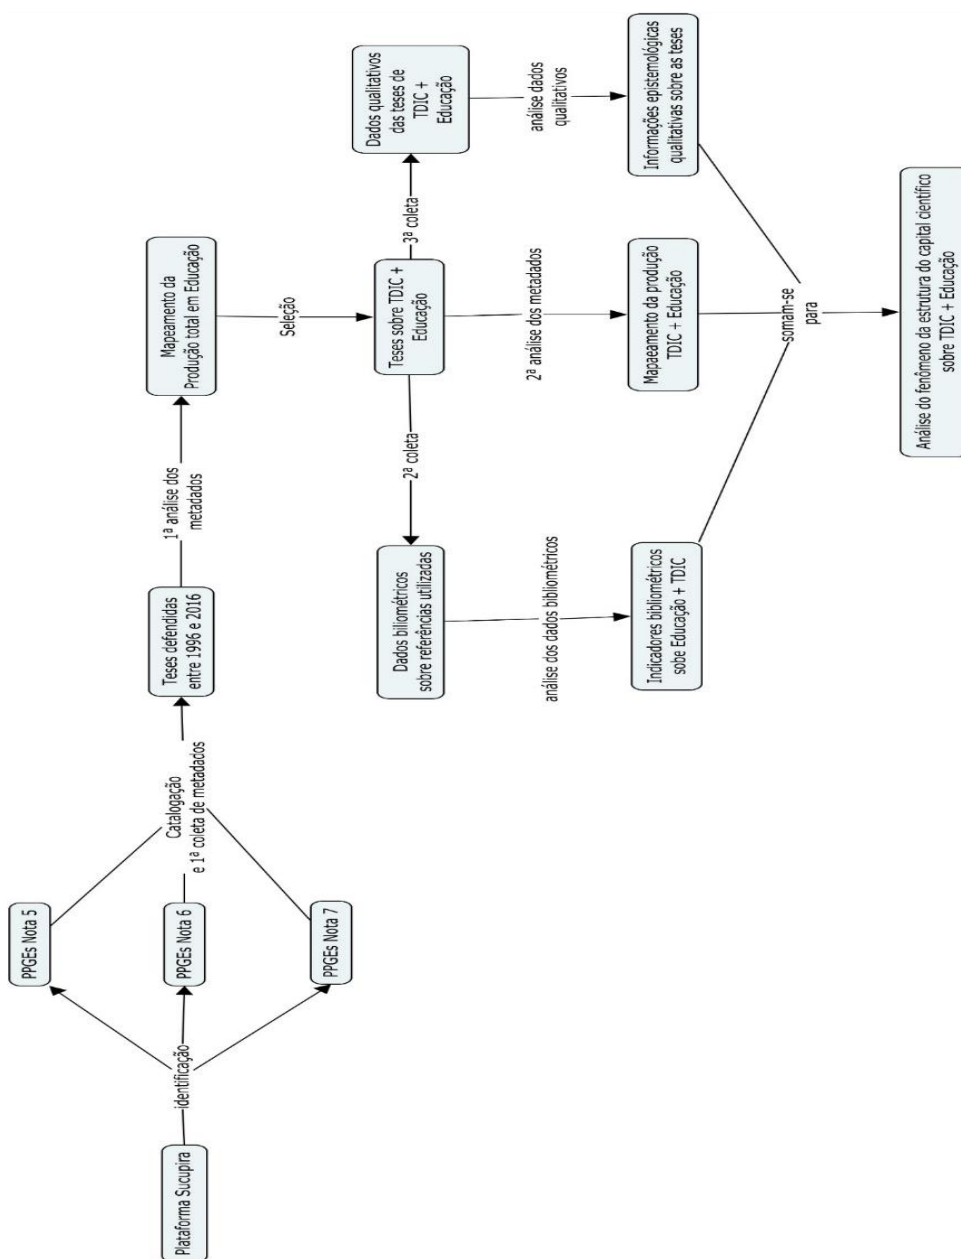 Plataforma Sucupira
identificação
PPGEs Nota 5
PPGEs Nota 6
PPGEs Nota 7
Catalogação
e 1ª coleta de metadados
Teses defendidas
entre 1996 e 2016
1ª análise dos
metadados
Mapeamento da
Produção total em Educação
Seleção
Teses sobre TDIC +
Educação
2ª coleta
3ª coleta
Dados biliométricos
sobre referências utilizadas
Dados qualitativos
das teses de
TDIC +
Educação
análise dos dados bibliométricos
2ª análise dos metadados
análise dados
qualitativos
Indicadores bibliométricos
sobe Educação + TDIC
Mapaeamento da produção
TDIC + Educação
Informações epistemológicas
qualitativas sobre as teses
somam-se
para
Análise do fenômeno da estrutura do capital científico
sobre TDIC + Educação